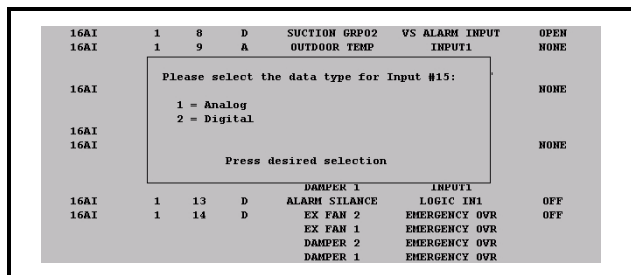 16AI 1 8 D SUCTION GRP02 VS ALARM INPUT OPEN
16AI 1 9 A OUTDOOR TEMP INPUT1 NONE
Please select the data type for Input #15:
16AI NONE
1 = Analog
2 = Digital
16AI
16AI NONE
Press desired selection
DAMPER 1 INPUT1
16AI 1 13 D ALARM SILANCE LOGIC IN1 OFF
16AI 1 14 D EX FAN 2 EMERGENCY OVR OFF
EX FAN 1 EMERGENCY OVR
DAMPER 2 EMERGENCY OVR
DAMPER 1 EMERGENCY OVR